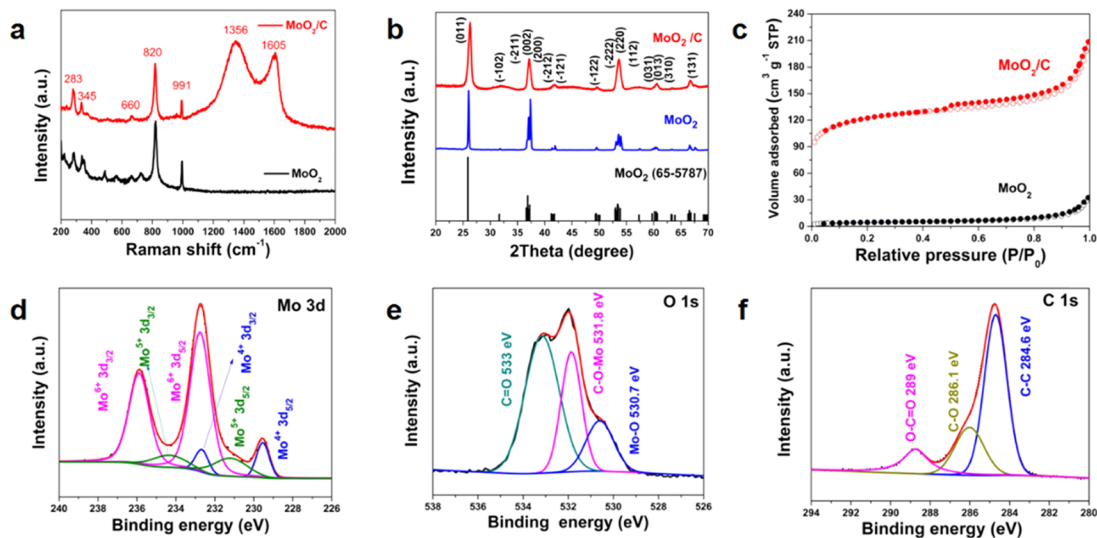 a
MoO₂/C
1356
1605
820
283
345
660
991
MoO₂
Intensity (a.u.)
200 400 600 800 1000 1200 1400 1600 1800 2000
Raman shift (cm⁻¹)
b
(011)
(-102)
(-211)
(002)
(200)
(-212)
(-121)
(-122)
(-222)
(220)
(112)
(031)
(013)
(310)
(131)
MoO₂ /C
MoO₂
MoO₂ (65-5787)
Intensity (a.u.)
20 25 30 35 40 45 50 55 60 65 70
2Theta (degree)
c
Volume adsorbed (cm³ g⁻¹ STP)
240
210
180
150
120
90
60
30
0
MoO₂/C
MoO₂
0.0 0.2 0.4 0.6 0.8 1.0
Relative pressure (P/P₀)
d
Mo 3d
Mo⁶⁺ 3d₃/₂
Mo⁵⁺ 3d₃/₂
Mo⁶⁺ 3d₅/₂
Mo⁴⁺ 3d₃/₂
Mo⁵⁺ 3d₅/₂
Mo⁴⁺ 3d₅/₂
Intensity (a.u.)
240 238 236 234 232 230 228 226
Binding energy (eV)
e
O 1s
C=O 533 eV
C-O-Mo 531.8 eV
Mo-O 530.7 eV
Intensity (a.u.)
538 536 534 532 530 528 526
Binding energy (eV)
f
C 1s
O-C=O 289 eV
C-O 286.1 eV
C-C 284.6 eV
Intensity (a.u.)
294 292 290 288 286 284 282 280
Binding energy (eV)